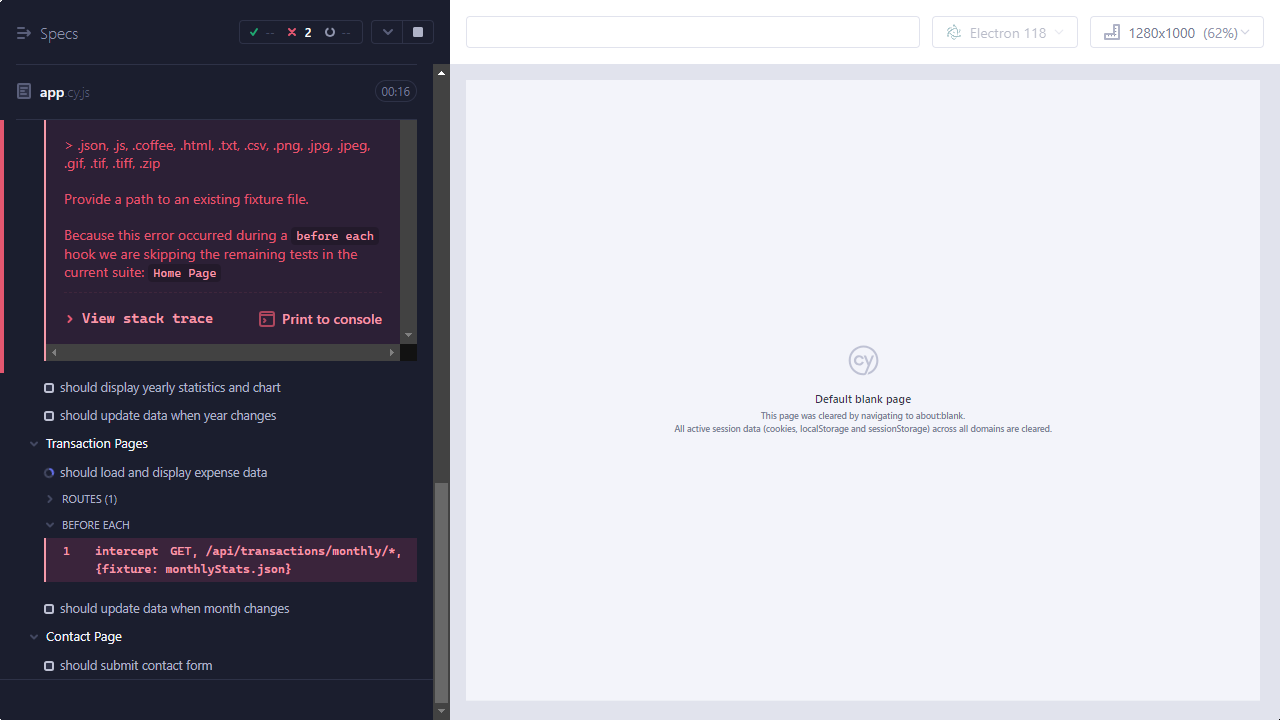 Specs
--
2
--
Electron 118
1280x1000 (62%)
app.cy.js
00:16
> .json, .js, .coffee, .html, .txt, .csv, .png, .jpg, .jpeg,
.gif, .tif, .tiff, .zip
Provide a path to an existing fixture file.
Because this error occurred during a before each
hook we are skipping the remaining tests in the
current suite: Home Page
View stack trace
Print to console
should display yearly statistics and chart
should update data when year changes
Transaction Pages
should load and display expense data
ROUTES (1)
BEFORE EACH
1 intercept GET, /api/transactions/monthly/*,
{fixture: monthlyStats.json}
should update data when month changes
Contact Page
should submit contact form
cy
Default blank page
This page was cleared by navigating to about:blank.
All active session data (cookies, localStorage and sessionStorage) across all domains are cleared.